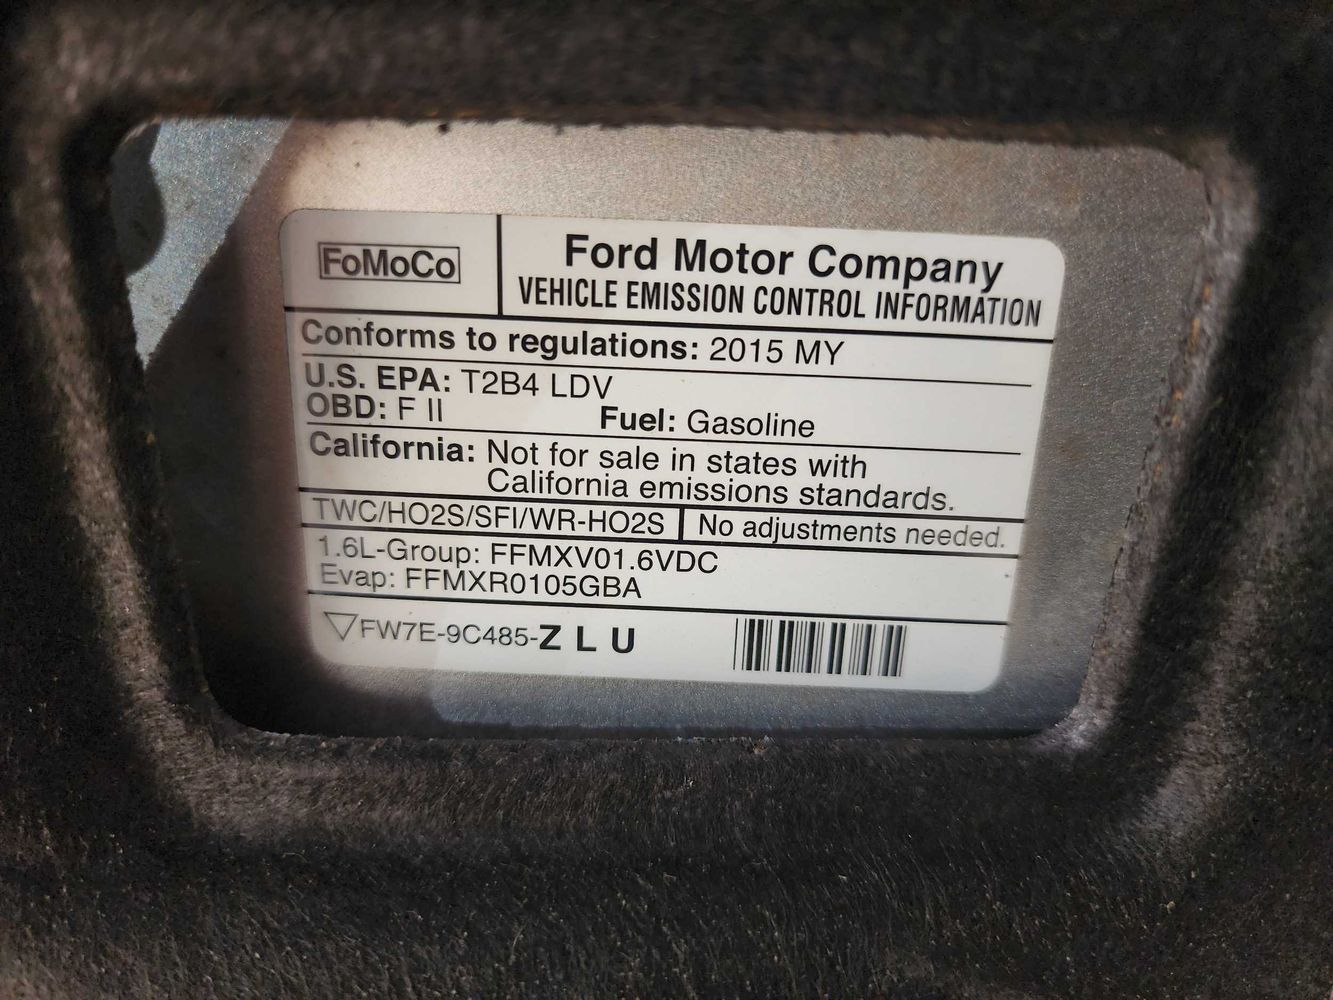 FoMoCo
Ford Motor Company
VEHICLE EMISSION CONTROL INFORMATION
Conforms to regulations: 2015 MY
U.S. EPA: T2B4 LDV
OBD: F II Fuel: Gasoline
California: Not for sale in states with
California emissions standards.
TWC/HO2S/SFI/WR-HO2S No adjustments needed.
1.6L-Group: FFMXV01.6VDC
Evap: FFMXR0105GBA
FW7E-9C485-Z L U